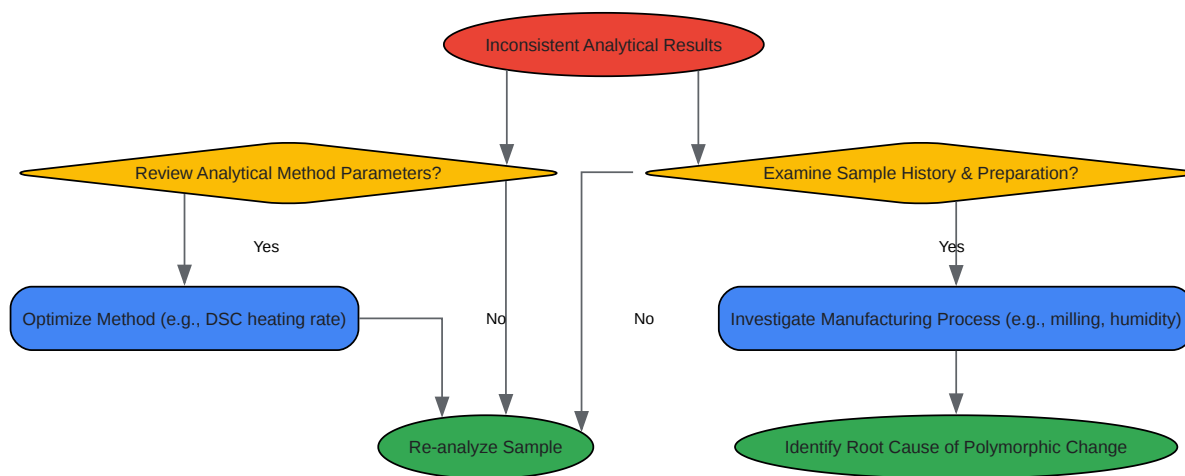 Inconsistent Analytical Results
Review Analytical Method Parameters?
Examine Sample History & Preparation?
Yes
Yes
Optimize Method (e.g., DSC heating rate)
No
No
Investigate Manufacturing Process (e.g., milling, humidity)
Re-analyze Sample
Identify Root Cause of Polymorphic Change